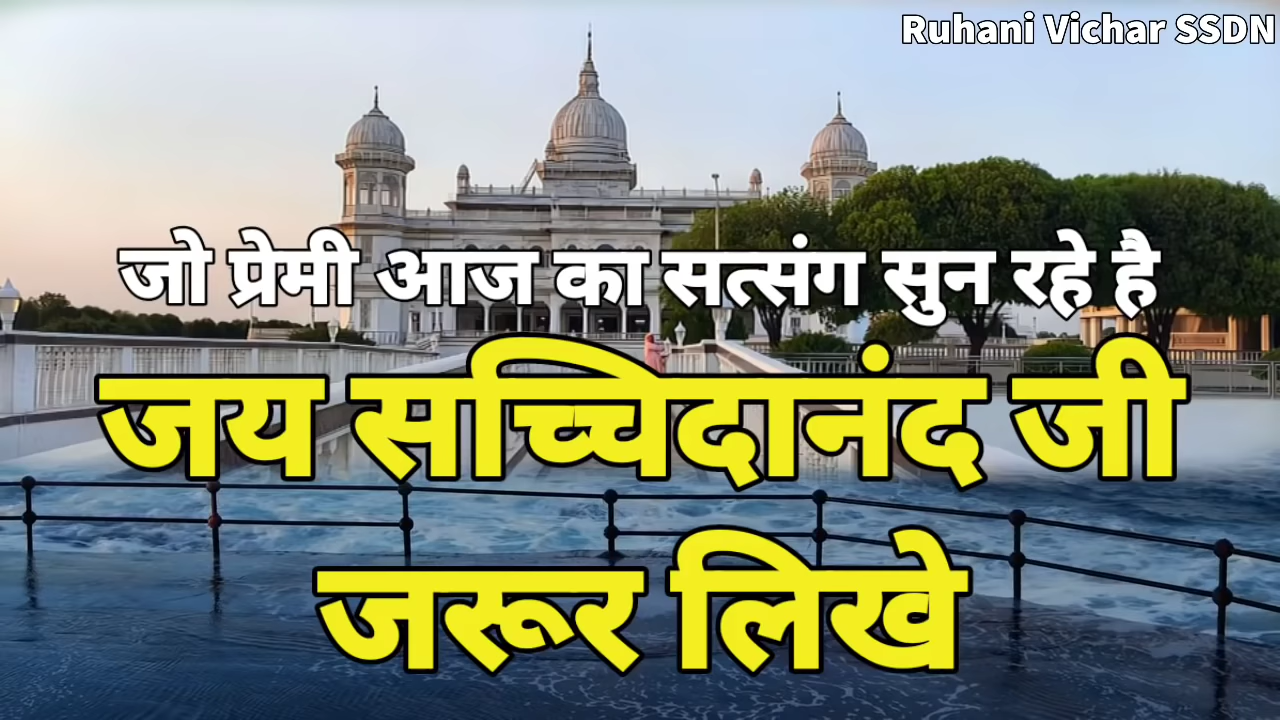 Ruhani Vichar SSDN
जो प्रेमी आज का सत्संग सुन रहे है
जय सच्चिदानंद जी
जरूर लिखे